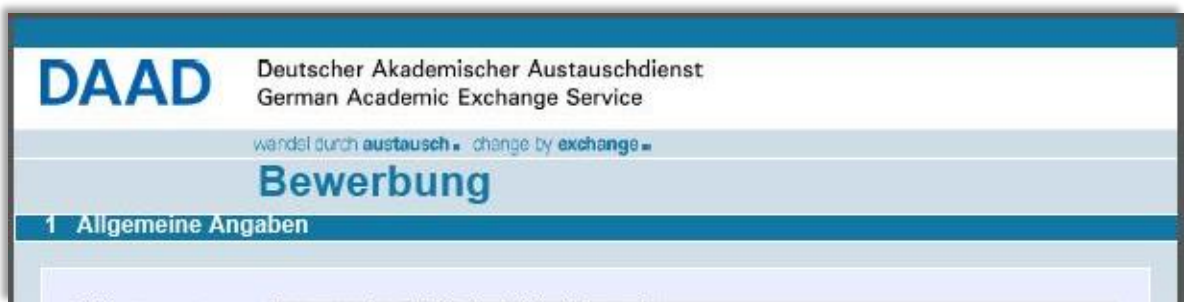 DAAD
Deutscher Akademischer Austauschdienst
German Academic Exchange Service
wandel durch austausch change by exchange
Bewerbung
1 Allgemeine Angaben